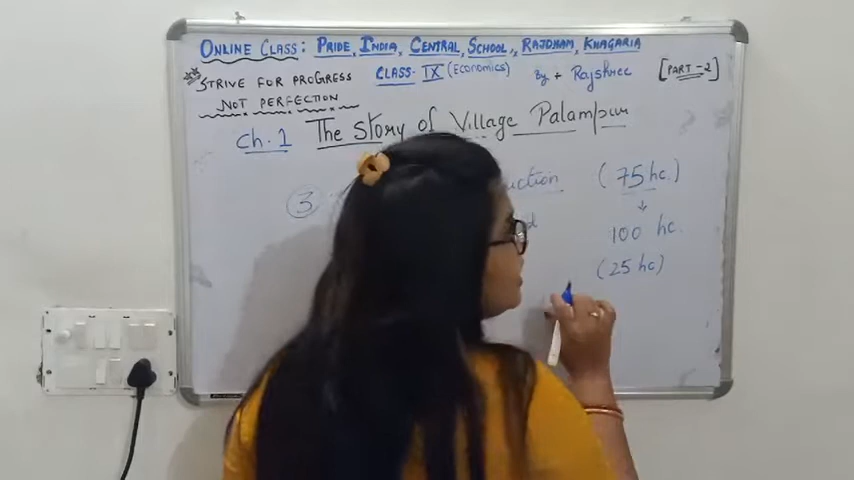 ONLINE CLASS: PRIDE, INDIA, CENTRAL, SCHOOL, RAJDHAM, KHAGARIA
STRIVE FOR PROGRESS
NOT PERFECTION
CLASS- IX (Economics)
By + Rajshree
[PART-2]
Ch. 1 The Story of Village Palampur
3 uction
d
(75 hc.)
↓
100 hc.
(25 hc)